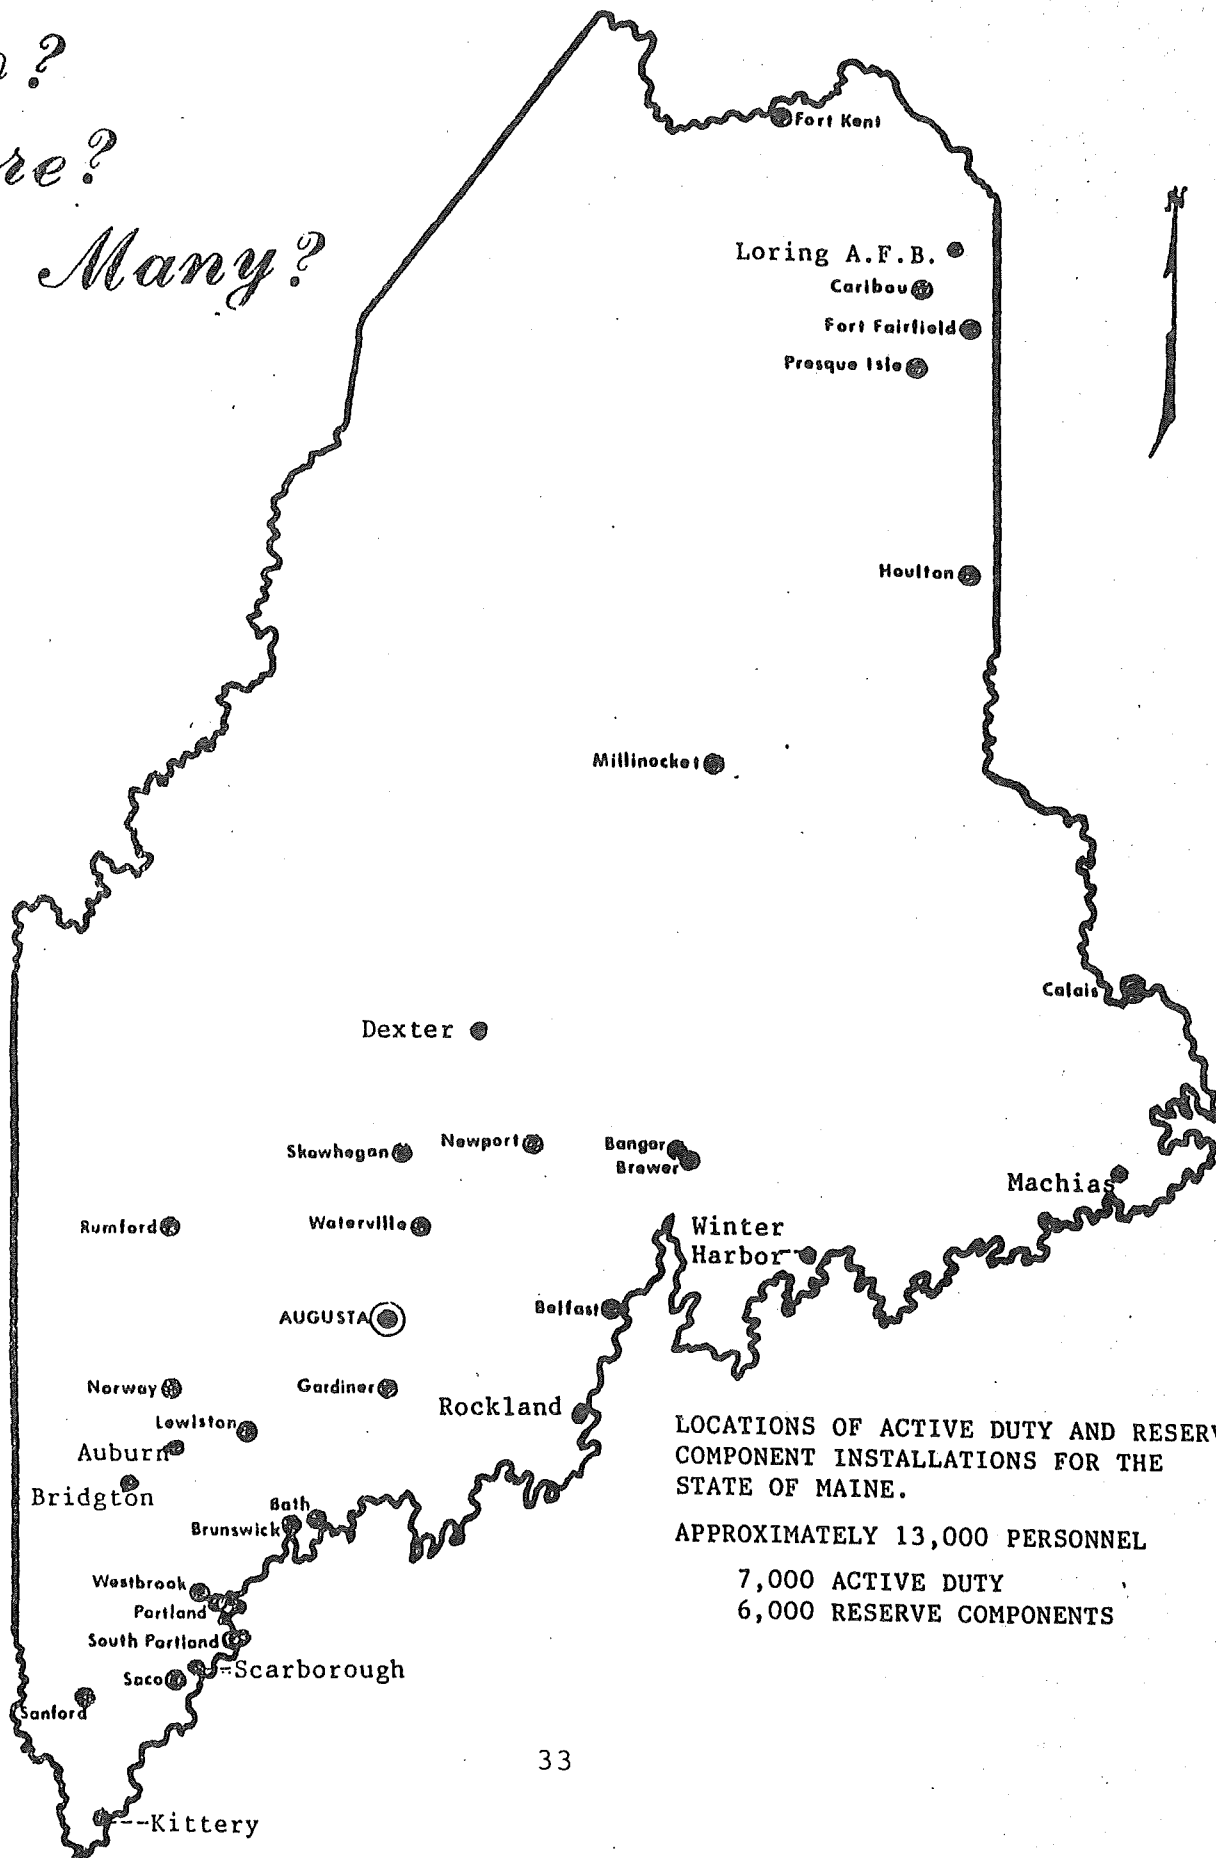 ?
re?
Many?
N
Fort Kent
Loring A.F.B.
Caribou
Fort Fairfield
Presque Isle
Houlton
Millinocket
Calais
Dexter
Skowhegan
Newport
Bangor
Brewer
Machias
Rumford
Waterville
Winter
Harbor--
AUGUSTA
Belfast
Norway
Gardiner
Lewiston
Rockland
Auburn
Bridgton
Bath
Brunswick
Westbrook
Portland
South Portland
Saco
--Scarborough
Sanford
---Kittery
LOCATIONS OF ACTIVE DUTY AND RESERV
COMPONENT INSTALLATIONS FOR THE
STATE OF MAINE.
APPROXIMATELY 13,000 PERSONNEL
7,000 ACTIVE DUTY
6,000 RESERVE COMPONENTS
33